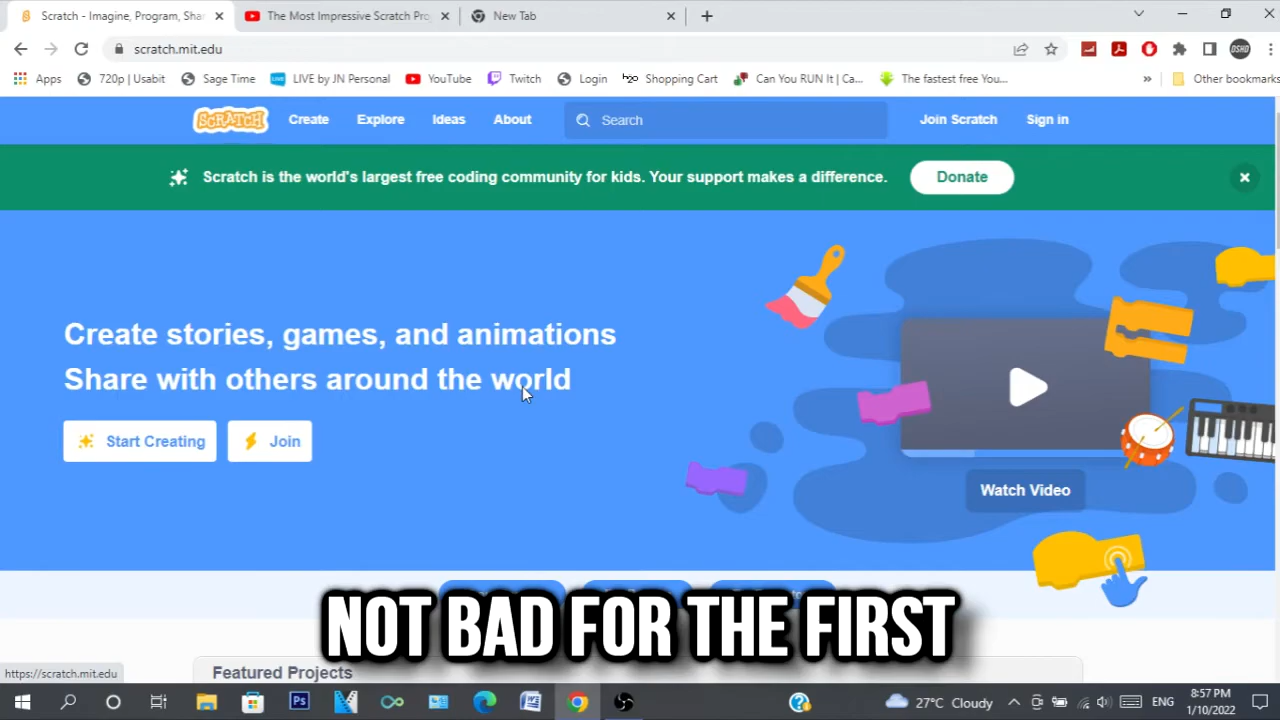 Scratch - Imagine, Program, Shar
The Most Impressive Scratch Pro
New Tab
scratch.mit.edu
DSHO
Apps
720p | Usabit
Sage Time
LIVE by JN Personal
YouTube
Twitch
Login
Shopping Cart
Can You RUN It | Ca...
The fastest free You...
»
Other bookmarks
SCRATCH
Create
Explore
Ideas
About
Search
Join Scratch
Sign in
Scratch is the world's largest free coding community for kids. Your support makes a difference.
Donate
Create stories, games, and animations
Share with others around the world
Start Creating
Join
Watch Video
NOT BAD FOR THE FIRST
https://scratch.mit.edu
Featured Projects
27°C Cloudy
ENG
8:57 PM
1/10/2022